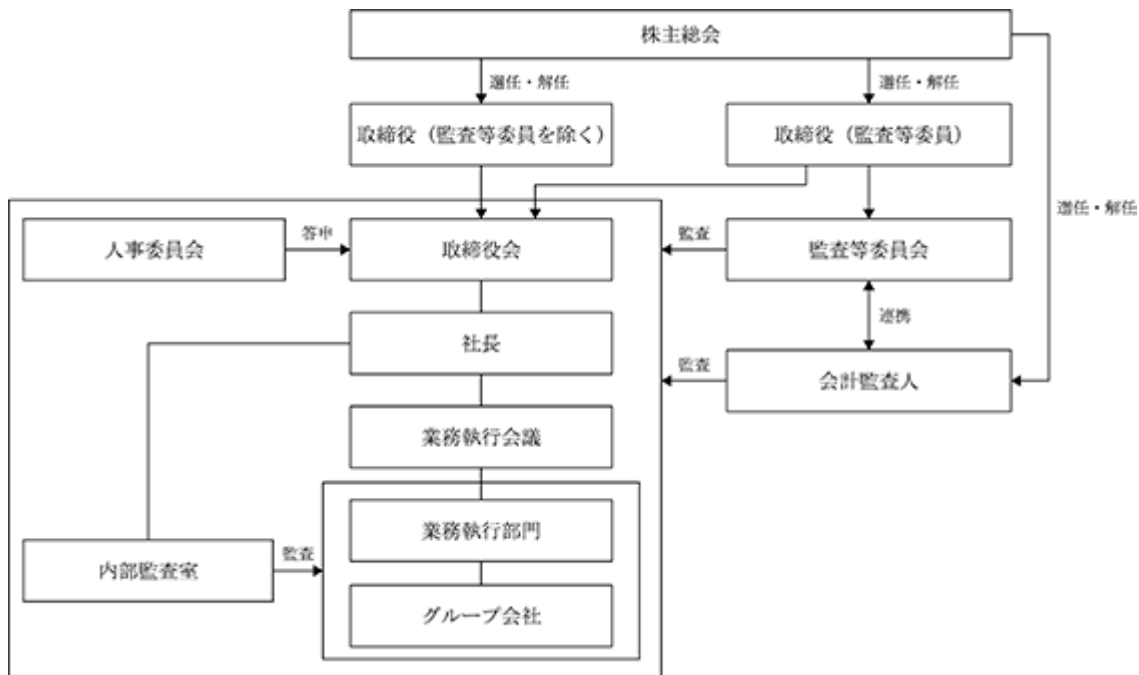 株主総会
選任・解任
選任・解任
取締役（監査等委員を除く）
取締役（監査等委員）
選任・解任
人事委員会
答申
取締役会
監査
監査等委員会
連携
社長
監査
会計監査人
業務執行会議
業務執行部門
内部監査室
監査
グループ会社